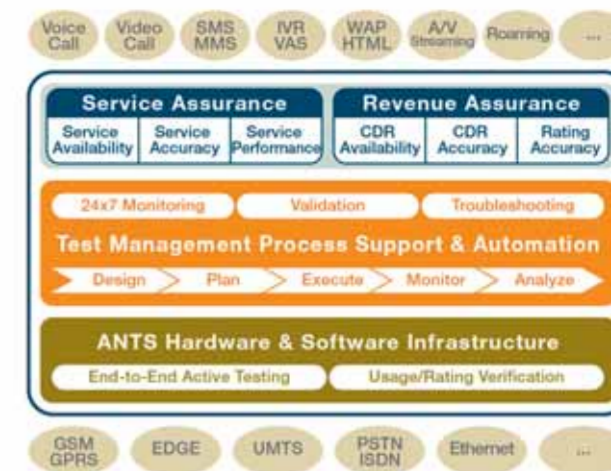 Voice Video SMS IVR WAP A/V Roaming ...
Call Call MMS VAS HTML Streaming
Service Assurance Revenue Assurance
Service Service Service CDR CDR Rating
Availability Accuracy Performance Availability Accuracy Accuracy
24x7 Monitoring Validation Troubleshooting
Test Management Process Support & Automation
Design Plan Execute Monitor Analyze
ANTS Hardware & Software Infrastructure
End-to-End Active Testing Usage/Rating Verification
GSM EDGE UMTS PSTN Ethernet ...
GPRS ISDN